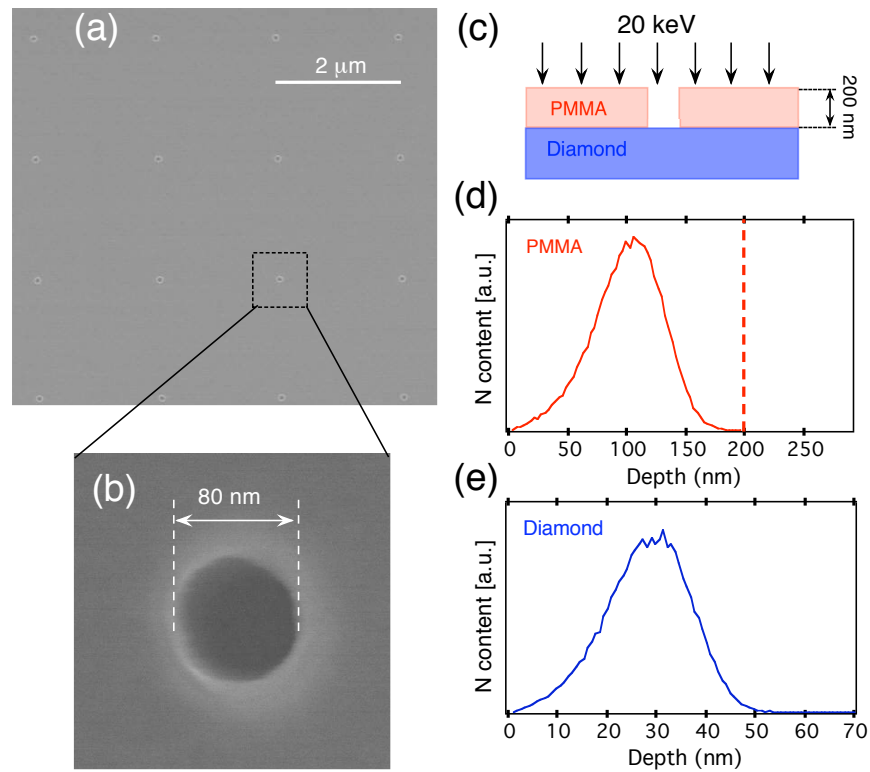 (a)
2 μm
(b)
80 nm
(c)
20 keV
PMMA
Diamond
200 nm
(d)
PMMA
N content [a.u.]
0 50 100 150 200 250
Depth (nm)
(e)
Diamond
N content [a.u.]
0 10 20 30 40 50 60 70
Depth (nm)